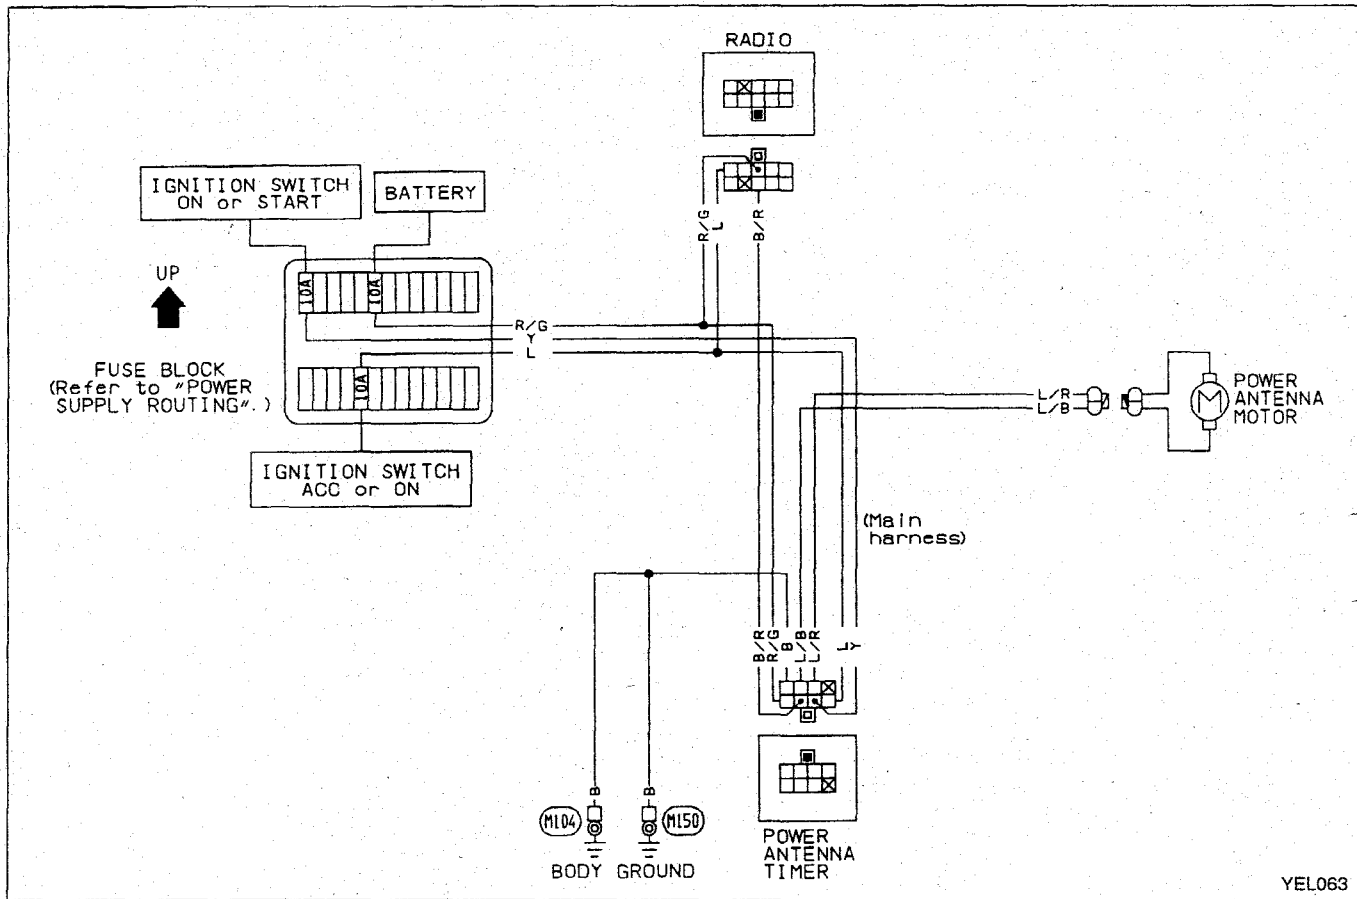 RADIO
IGNITION SWITCH
ON or START
BATTERY
R/G
L
B/R
UP
10A
10A
R/G
Y
L
FUSE BLOCK
(Refer to "POWER
SUPPLY ROUTING".)
10A
L/R
L/B
M
POWER
ANTENNA
MOTOR
IGNITION SWITCH
ACC or ON
(Main
harness)
B/R
R/G
B
L/B
L/R
L
Y
B
B
M104
M150
BODY GROUND
POWER
ANTENNA
TIMER
YEL063